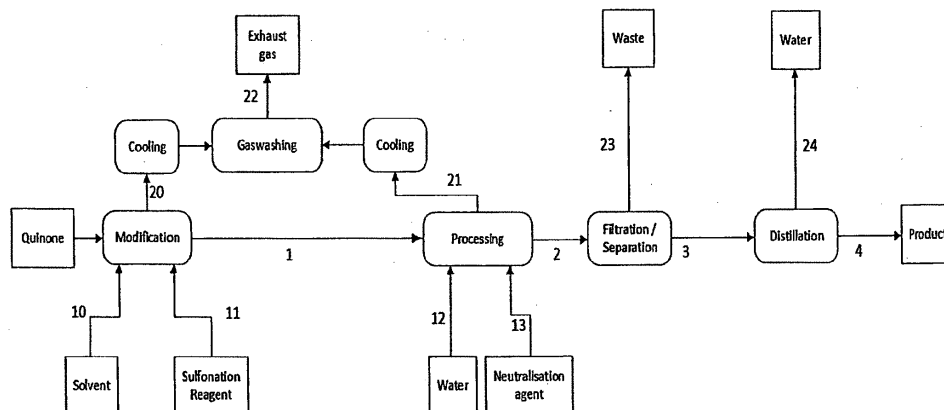 Exhaust
gas
Waste
Water
22
Cooling
Gaswashing
Cooling
23
24
20
21
Quinone
Modification
1
Processing
2
Filtration /
Separation
3
Distillation
4
Product
10
11
12
13
Solvent
Sulfonation
Reagent
Water
Neutralisation
agent